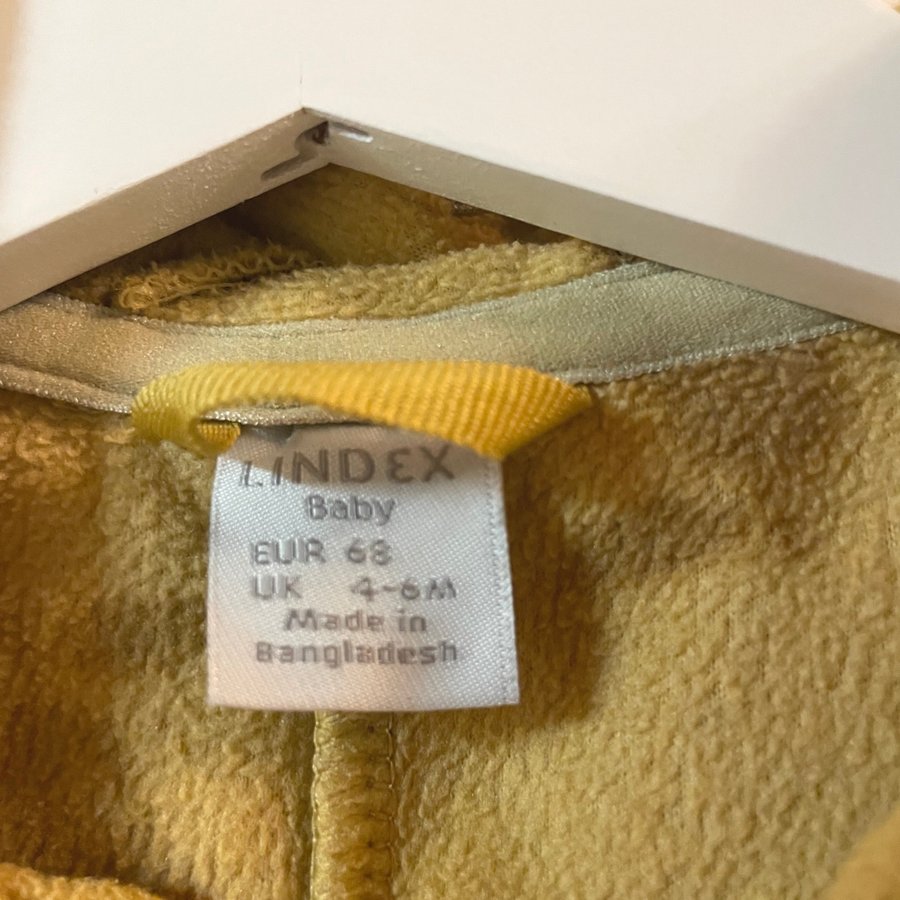 LINDEX
Baby
EUR 68
UK 4-6M
Made in
Bangladesh